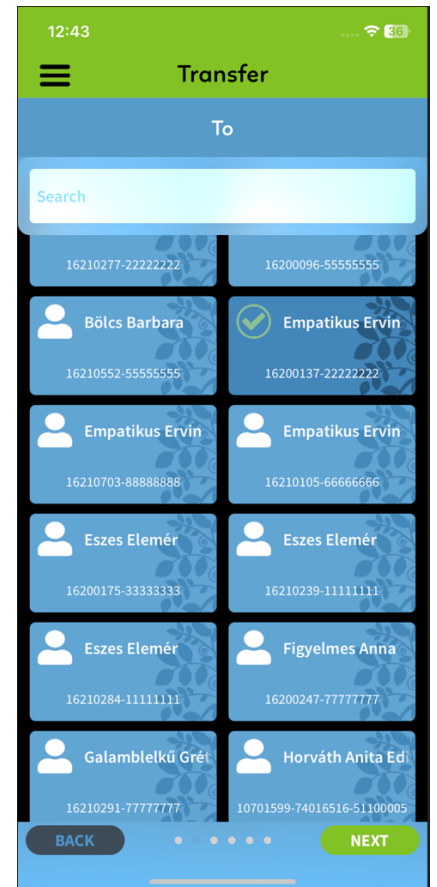 12:43
36
Transfer
To
Search
16210277-22222222
16200096-55555555
Bölcs Barbara
16210552-55555555
Empatikus Ervin
16200137-22222222
Empatikus Ervin
16210703-88888888
Empatikus Ervin
16210105-66666666
Eszes Elemér
16200175-33333333
Eszes Elemér
16210239-11111111
Eszes Elemér
16210284-11111111
Figyelmes Anna
16200247-77777777
Galamblelkű Grét
16210291-77777777
Horváth Anita Edi
10701599-74016516-51100005
BACK
NEXT